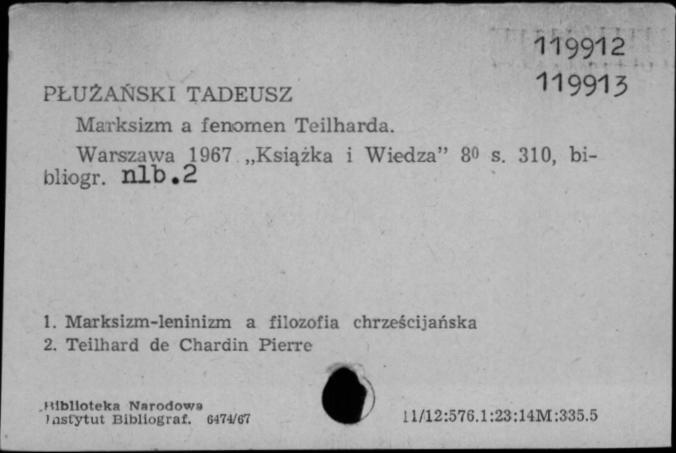 119912
119913
PŁUŻAŃSKI TADEUSZ
Marksizm a fenomen Teilharda.
Warszawa 1967 „Książka i Wiedza” 8⁰ s. 310, bi-
bliogr. nlb.2
1. Marksizm-leninizm a filozofia chrześcijańska
2. Teilhard de Chardin Pierre
Biblioteka Narodowa
Instytut Bibliograf. 6474/67
11/12:576.1:23:14M:335.5